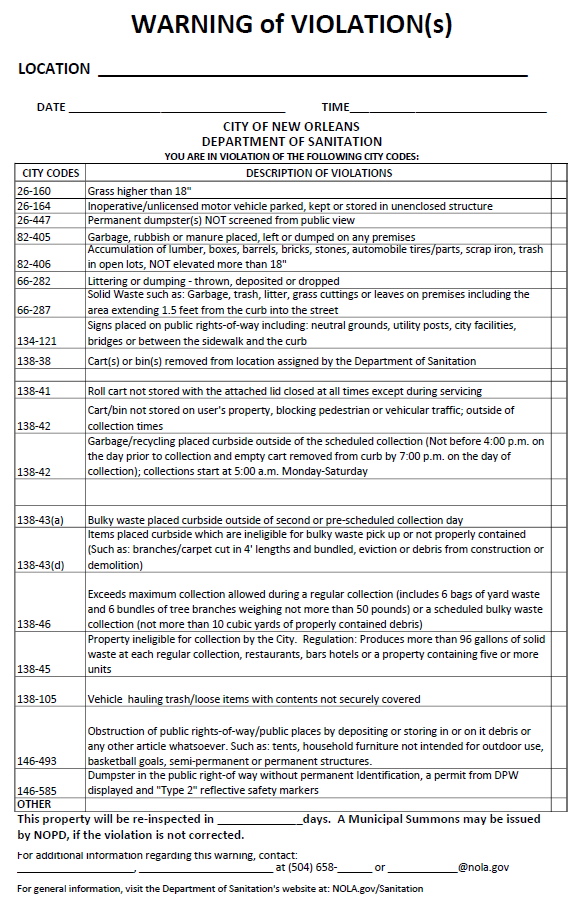 WARNING of VIOLATION(s)
LOCATION ____________________
DATE ____________________ TIME____________________
CITY OF NEW ORLEANS
DEPARTMENT OF SANITATION
YOU ARE IN VIOLATION OF THE FOLLOWING CITY CODES:
CITY CODES DESCRIPTION OF VIOLATIONS
26-160 Grass higher than 18"
26-164 Inoperative/unlicensed motor vehicle parked, kept or stored in unenclosed structure
26-447 Permanent dumpster(s) NOT screened from public view
82-405 Garbage, rubbish or manure placed, left or dumped on any premises
Accumulation of lumber, boxes, barrels, bricks, stones, automobile tires/parts, scrap iron, trash
82-406 in open lots, NOT elevated more than 18"
66-282 Littering or dumping - thrown, deposited or dropped
Solid Waste such as: Garbage, trash, litter, grass cuttings or leaves on premises including the
66-287 area extending 1.5 feet from the curb into the street
Signs placed on public rights-of-way including: neutral grounds, utility posts, city facilities,
134-121 bridges or between the sidewalk and the curb
138-38 Cart(s) or bin(s) removed from location assigned by the Department of Sanitation
138-41 Roll cart not stored with the attached lid closed at all times except during servicing
Cart/bin not stored on user's property, blocking pedestrian or vehicular traffic; outside of
138-42 collection times
Garbage/recycling placed curbside outside of the scheduled collection (Not before 4:00 p.m. on
the day prior to collection and empty cart removed from curb by 7:00 p.m. on the day of
138-42 collection); collections start at 5:00 a.m. Monday-Saturday
138-43(a) Bulky waste placed curbside outside of second or pre-scheduled collection day
Items placed curbside which are ineligible for bulky waste pick up or not properly contained
(Such as: branches/carpet cut in 4' lengths and bundled, eviction or debris from construction or
138-43(d) demolition)
Exceeds maximum collection allowed during a regular collection (includes 6 bags of yard waste
and 6 bundles of tree branches weighing not more than 50 pounds) or a scheduled bulky waste
138-46 collection (not more than 10 cubic yards of properly contained debris)
Property ineligible for collection by the City. Regulation: Produces more than 96 gallons of solid
waste at each regular collection, restaurants, bars hotels or a property containing five or more
138-45 units
138-105 Vehicle hauling trash/loose items with contents not securely covered
Obstruction of public rights-of-way/public places by depositing or storing in or on it debris or
any other article whatsoever. Such as: tents, household furniture not intended for outdoor use,
146-493 basketball goals, semi-permanent or permanent structures.
Dumpster in the public right-of way without permanent Identification, a permit from DPW
146-585 displayed and "Type 2" reflective safety markers
OTHER
This property will be re-inspected in _____________days. A Municipal Summons may be issued
by NOPD, if the violation is not corrected.
For additional information regarding this warning, contact:
____________________, ____________________ at (504) 658-______ or ____________@nola.gov
For general information, visit the Department of Sanitation's website at: NOLA.gov/Sanitation